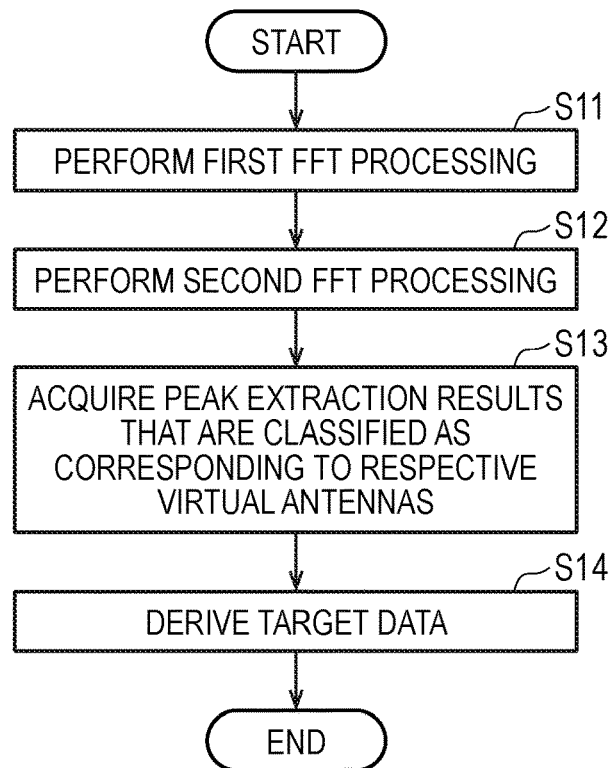 START
S11
PERFORM FIRST FFT PROCESSING
S12
PERFORM SECOND FFT PROCESSING
S13
ACQUIRE PEAK EXTRACTION RESULTS
THAT ARE CLASSIFIED AS
CORRESPONDING TO RESPECTIVE
VIRTUAL ANTENNAS
S14
DERIVE TARGET DATA
END